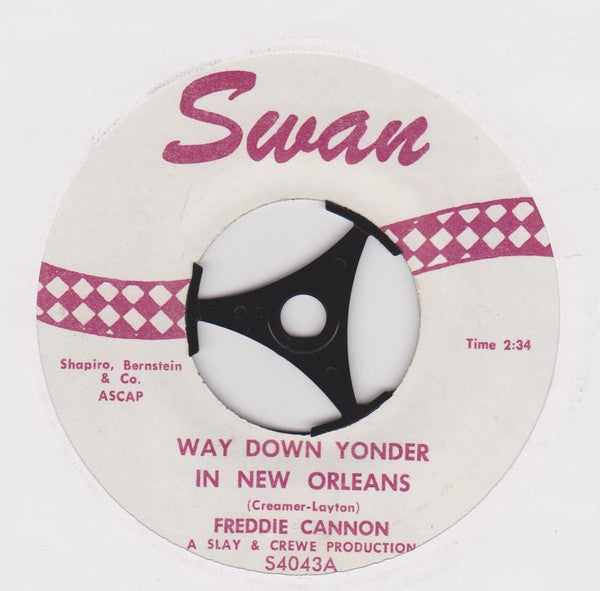 Swan
Time 2:34
Shapiro, Bernstein
& Co.
ASCAP
WAY DOWN YONDER
IN NEW ORLEANS
(Creamer-Layton)
FREDDIE CANNON
A SLAY & CREWE PRODUCTION
S4043A